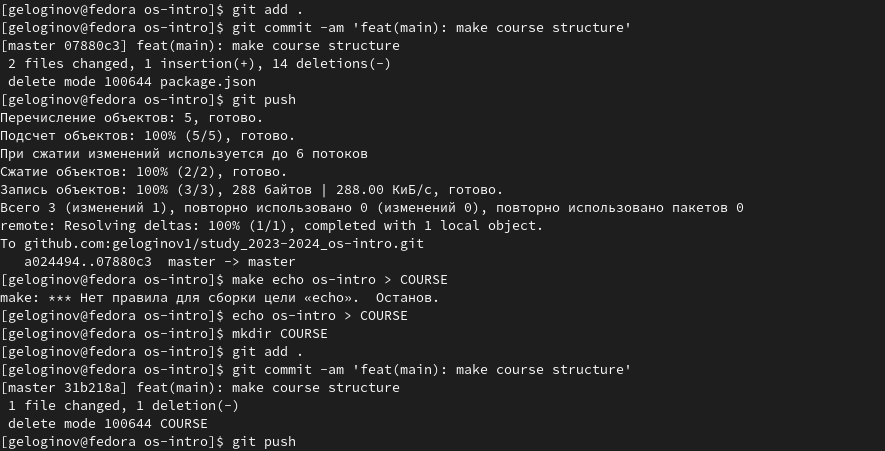 [geloginov@fedora os-intro]$ git add .
[geloginov@fedora os-intro]$ git commit -am 'feat(main): make course structure'
[master 07880c3] feat(main): make course structure
 2 files changed, 1 insertion(+), 14 deletions(-)
 delete mode 100644 package.json
[geloginov@fedora os-intro]$ git push
Перечисление объектов: 5, готово.
Подсчет объектов: 100% (5/5), готово.
При сжатии изменений используется до 6 потоков
Сжатие объектов: 100% (2/2), готово.
Запись объектов: 100% (3/3), 288 байтов | 288.00 КиБ/с, готово.
Всего 3 (изменений 1), повторно использовано 0 (изменений 0), повторно использовано пакетов 0
remote: Resolving deltas: 100% (1/1), completed with 1 local object.
To github.com:geloginov1/study_2023-2024_os-intro.git
   a024494..07880c3  master -> master
[geloginov@fedora os-intro]$ make echo os-intro > COURSE
make: *** Нет правила для сборки цели «echo».  Останов.
[geloginov@fedora os-intro]$ echo os-intro > COURSE
[geloginov@fedora os-intro]$ mkdir COURSE
[geloginov@fedora os-intro]$ git add .
[geloginov@fedora os-intro]$ git commit -am 'feat(main): make course structure'
[master 31b218a] feat(main): make course structure
 1 file changed, 1 deletion(-)
 delete mode 100644 COURSE
[geloginov@fedora os-intro]$ git push